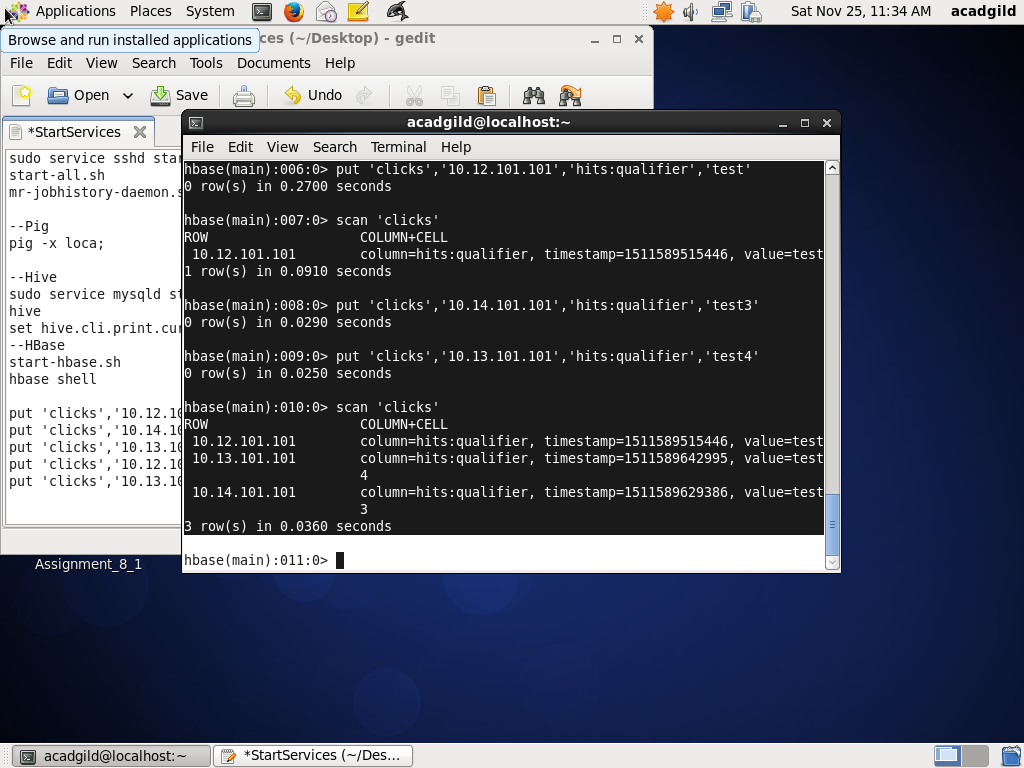 Applications Places System Sat Nov 25, 11:34 AM acadgild
Browse and run installed applications
ces (~/Desktop) - gedit
File Edit View Search Tools Documents Help
Open Save Undo
*StartServices
sudo service sshd star
start-all.sh
mr-jobhistory-daemon.s
--Pig
pig -x loca;
--Hive
sudo service mysqld st
hive
set hive.cli.print.cur
--HBase
start-hbase.sh
hbase shell
put 'clicks','10.12.10
put 'clicks','10.14.10
put 'clicks','10.13.10
put 'clicks','10.12.10
put 'clicks','10.13.10
acadgild@localhost:~
File Edit View Search Terminal Help
hbase(main):006:0> put 'clicks','10.12.101.101','hits:qualifier','test'
0 row(s) in 0.2700 seconds
hbase(main):007:0> scan 'clicks'
ROW COLUMN+CELL
10.12.101.101 column=hits:qualifier, timestamp=1511589515446, value=test
1 row(s) in 0.0910 seconds
hbase(main):008:0> put 'clicks','10.14.101.101','hits:qualifier','test3'
0 row(s) in 0.0290 seconds
hbase(main):009:0> put 'clicks','10.13.101.101','hits:qualifier','test4'
0 row(s) in 0.0250 seconds
hbase(main):010:0> scan 'clicks'
ROW COLUMN+CELL
10.12.101.101 column=hits:qualifier, timestamp=1511589515446, value=test
10.13.101.101 column=hits:qualifier, timestamp=1511589642995, value=test
4
10.14.101.101 column=hits:qualifier, timestamp=1511589629386, value=test
3
3 row(s) in 0.0360 seconds
hbase(main):011:0>
Assignment_8_1
acadgild@localhost:~ *StartServices (~/Des...